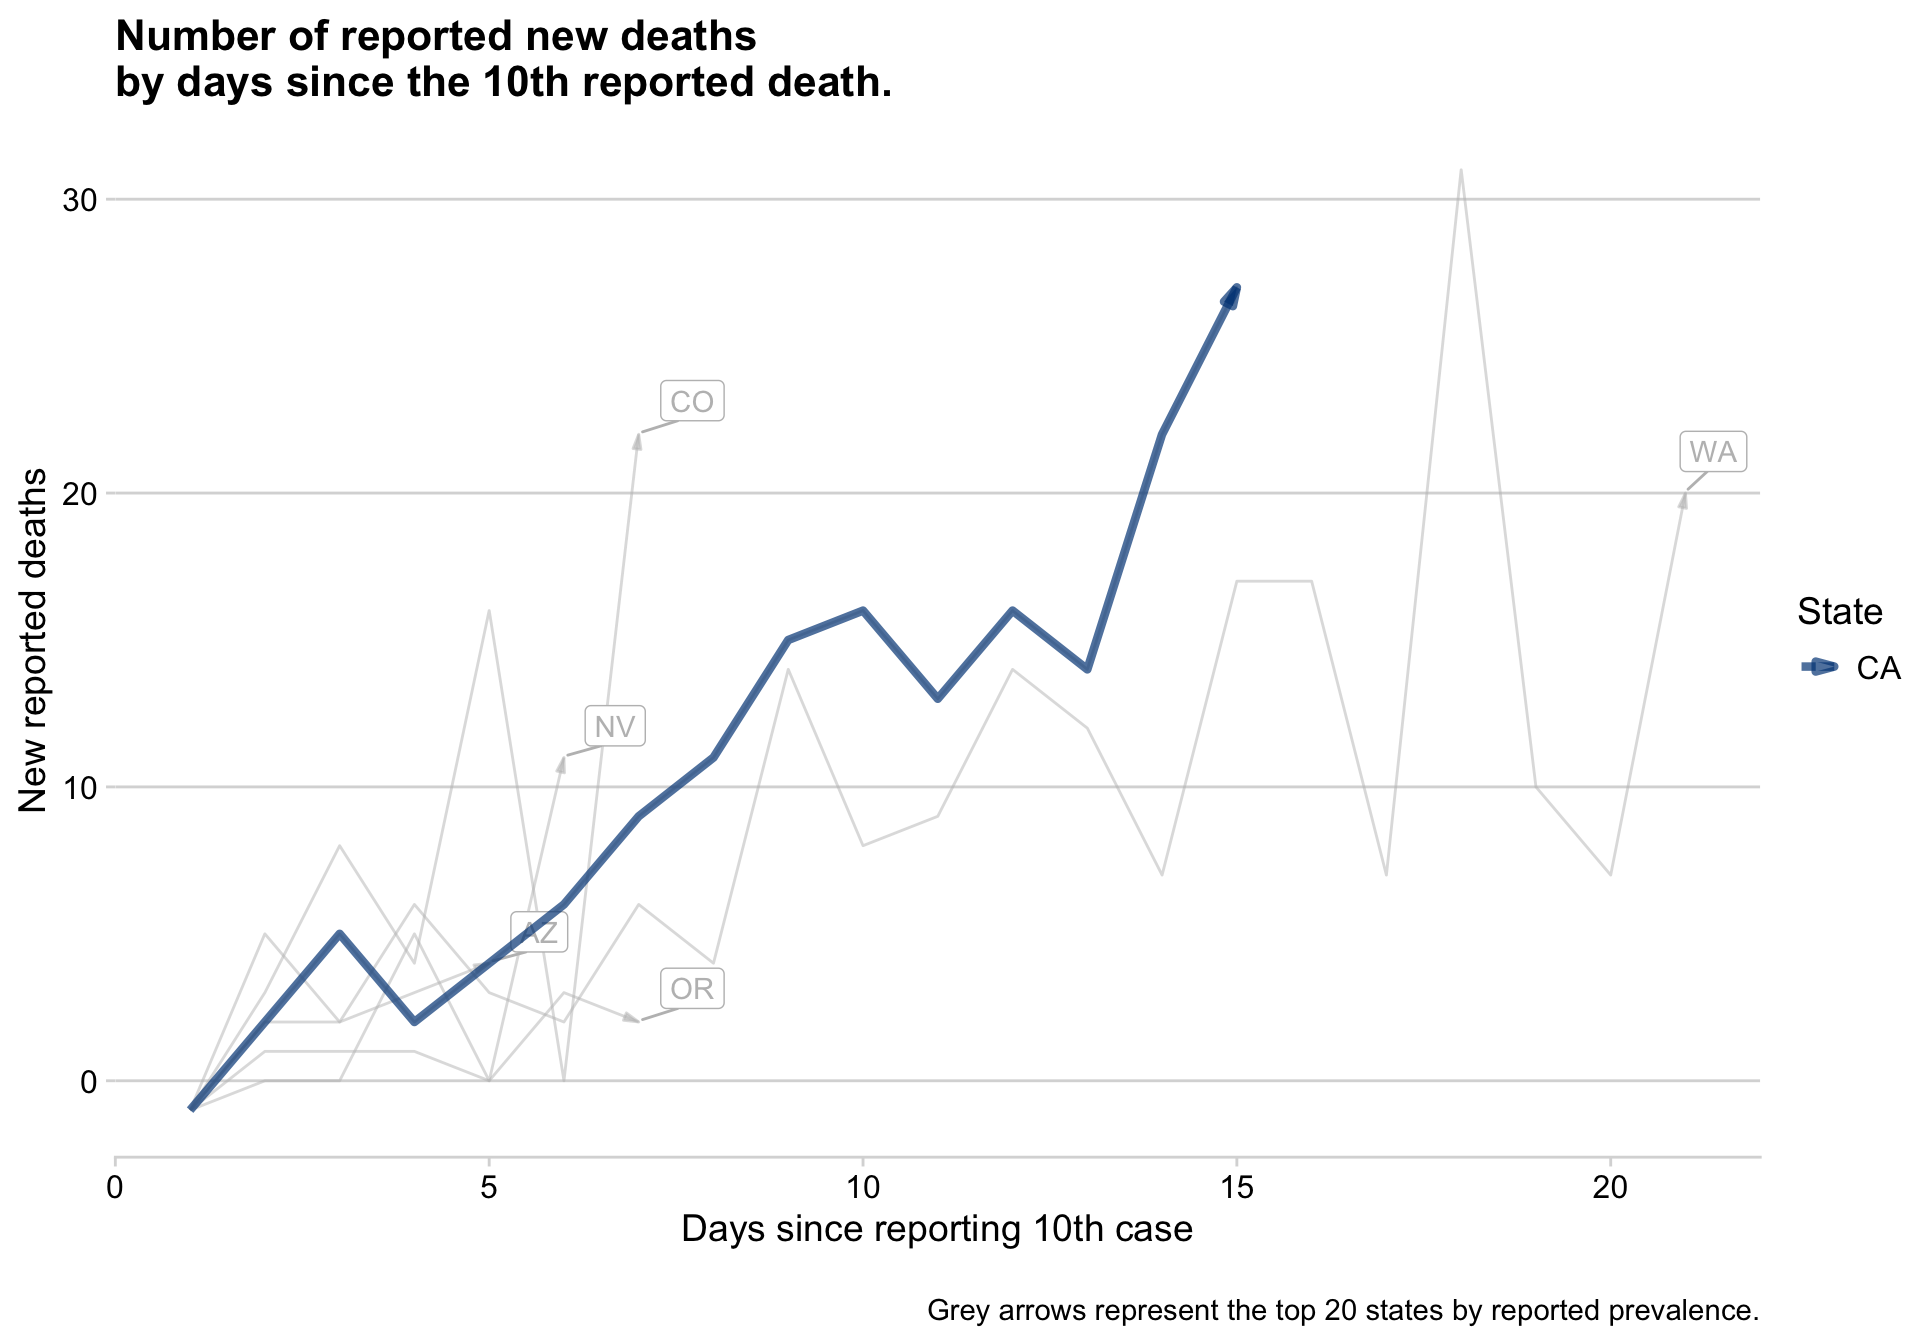 Number of reported new deaths
by days since the 10th reported death.
New reported deaths
30
20
10
0
CO
WA
NV
AZ
OR
State
CA
0 5 10 15 20
Days since reporting 10th case
Grey arrows represent the top 20 states by reported prevalence.